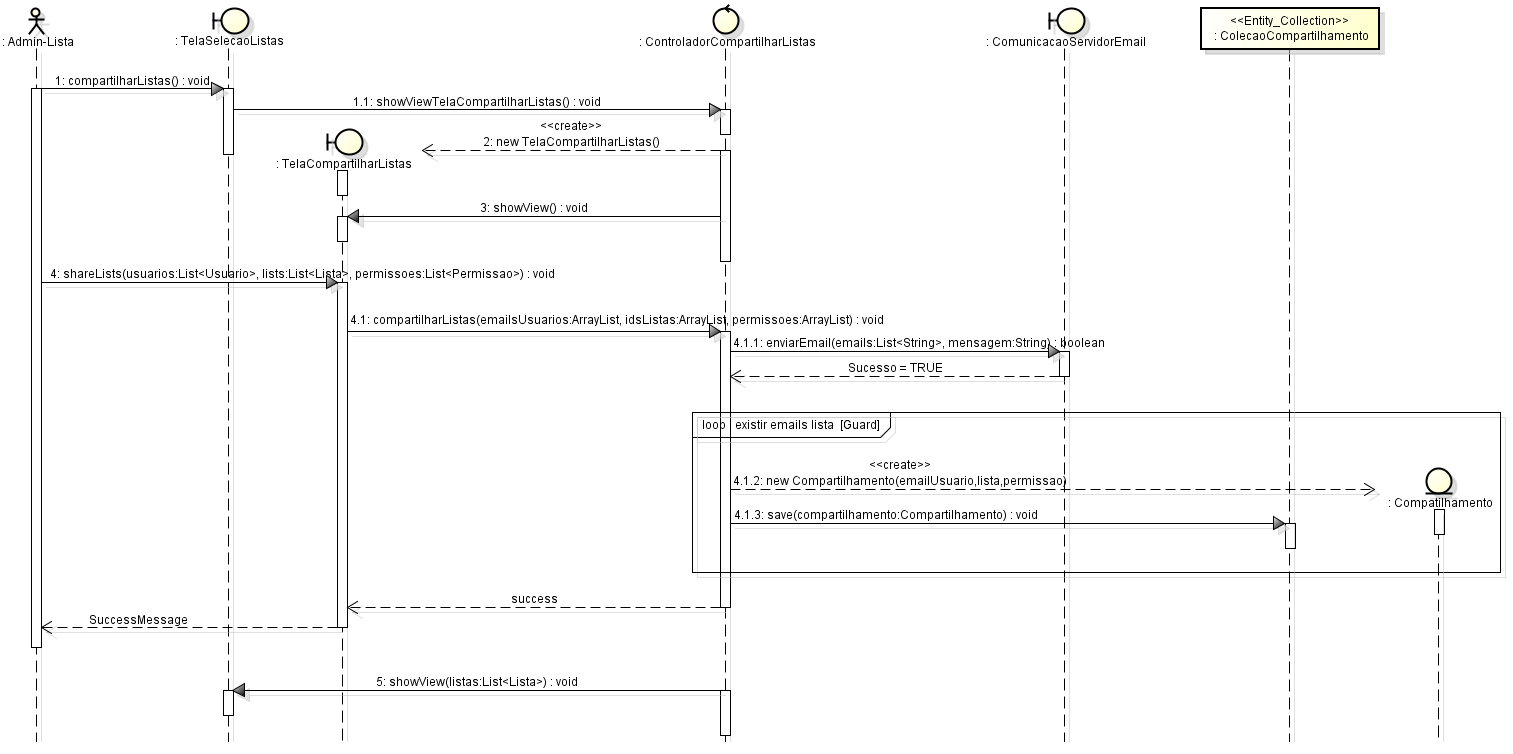 : Admin-Lista
: TelaSelecaoListas
: ControladorCompartilharListas
: ComunicacaoServidorEmail
<<Entity_Collection>>
: ColecaoCompartilhamento
1: compartilharListas() : void
1.1: showViewTelaCompartilharListas() : void
<<create>>
2: new TelaCompartilharListas()
: TelaCompartilharListas
3: showView() : void
4: shareLists(usuarios:List<Usuario>, lists:List<Lista>, permissoes:List<Permissao>) : void
4.1: compartilharListas(emailsUsuarios:ArrayList, idsListas:ArrayList, permissoes:ArrayList) : void
4.1.1: enviarEmail(emails:List<String>, mensagem:String) : boolean
Sucesso = TRUE
loop existir emails lista [Guard]
<<create>>
4.1.2: new Compartilhamento(emailUsuario,lista,permissao)
: Compatilhamento
4.1.3: save(compartilhamento:Compartilhamento) : void
success
SuccessMessage
5: showView(listas:List<Lista>) : void